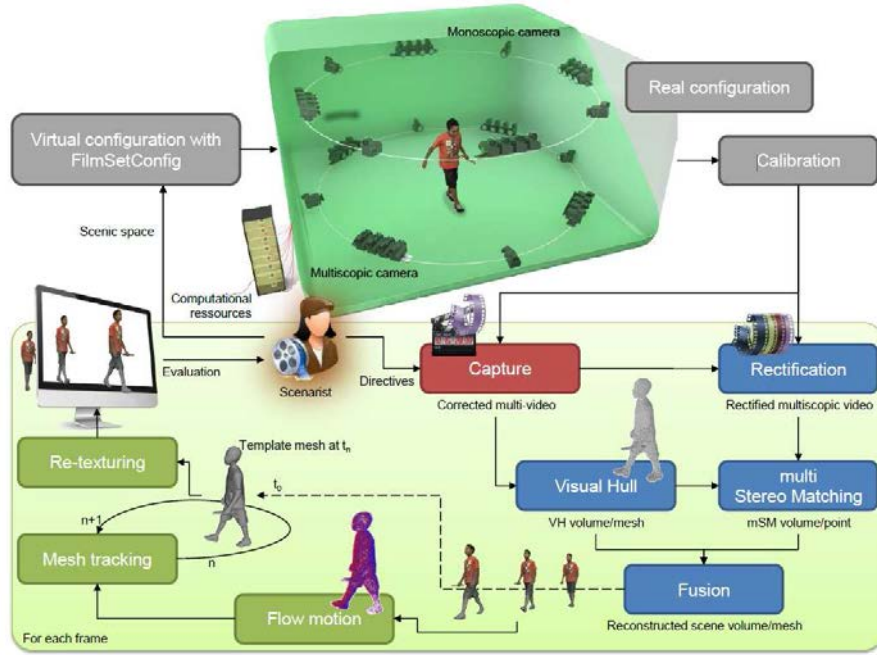 Monoscopic camera
Real configuration
Virtual configuration with
FilmSetConfig
Calibration
Scenic space
Multiscopic camera
Computational
ressources
Evaluation
Scenarist
Directives
Capture
Rectification
Corrected multi-video
Rectified multiscopic video
Template mesh at tn
Re-texturing
t0
Visual Hull
multi
Stereo Matching
n+1
VH volume/mesh
mSM volume/point
Mesh tracking
n
Fusion
Flow motion
Reconstructed scene volume/mesh
For each frame